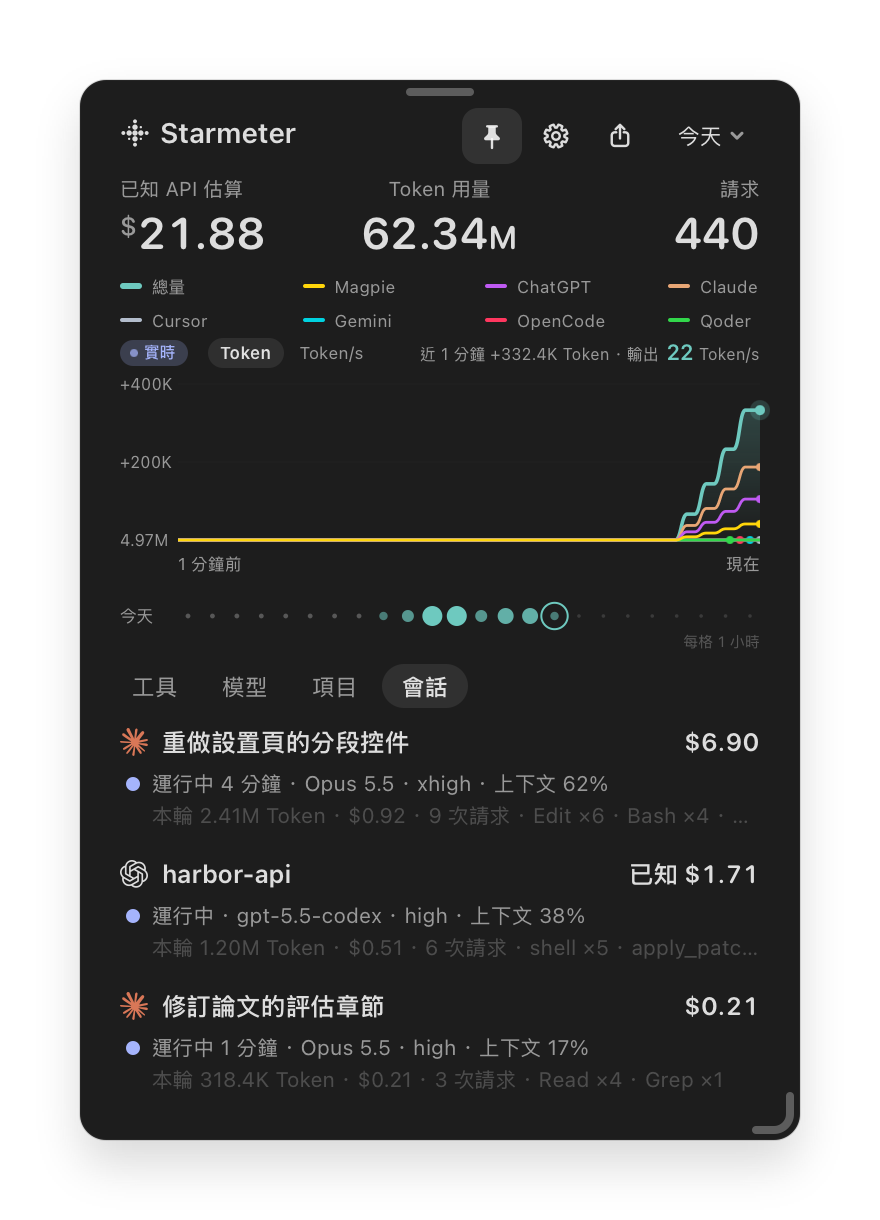 Starmeter
今天
已知 API 估算
Token 用量
請求
$21.88
62.34M
440
總量
Magpie
ChatGPT
Claude
Cursor
Gemini
OpenCode
Qoder
實時
Token
Token/s
近 1 分鐘 +332.4K Token · 輸出 22 Token/s
+400K
+200K
4.97M
1 分鐘前
現在
今天
每格 1 小時
工具
模型
項目
會話
重做設置頁的分段控件
$6.90
運行中 4 分鐘 · Opus 5.5 · xhigh · 上下文 62%
本輪 2.41M Token · $0.92 · 9 次請求 · Edit ×6 · Bash ×4 · ...
harbor-api
已知 $1.71
運行中 · gpt-5.5-codex · high · 上下文 38%
本輪 1.20M Token · $0.51 · 6 次請求 · shell ×5 · apply_patc...
修訂論文的評估章節
$0.21
運行中 1 分鐘 · Opus 5.5 · high · 上下文 17%
本輪 318.4K Token · $0.21 · 3 次請求 · Read ×4 · Grep ×1